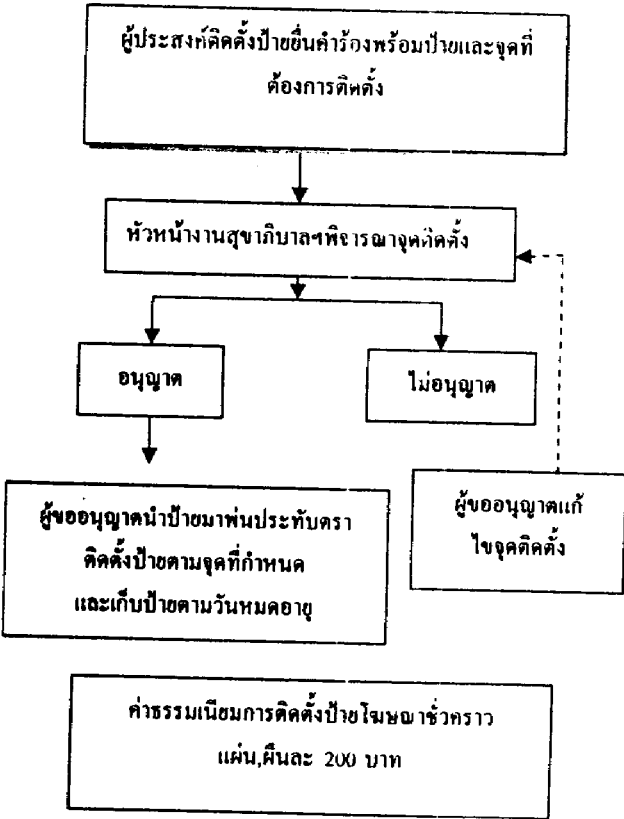 ผู้ประสงค์ติดตั้งป้ายยื่นคำร้องพร้อมป้ายและจุดที่
ต้องการติดตั้ง
หัวหน้างานสุขาภิบาลฯพิจารณาจุดติดตั้ง
อนุญาต
ไม่อนุญาต
ผู้ขออนุญาตนำป้ายมาพ่นประทับตรา
ติดตั้งป้ายตามจุดที่กำหนด
และเก็บป้ายตามวันหมดอายุ
ผู้ขออนุญาตแก้
ไขจุดติดตั้ง
ค่าธรรมเนียมการติดตั้งป้ายโฆษณาชั่วคราว
แผ่น,ผืนละ 200 บาท